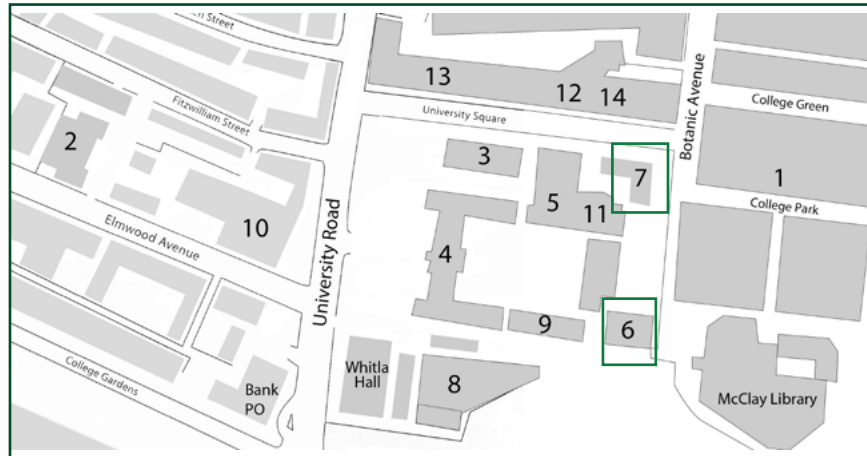 en Street
Fitzwilliam Street
University Square
13
12
14
Botanic Avenue
College Green
2
3
7
1
5
11
College Park
10
University Road
Elmwood Avenue
4
9
6
College Gardens
Bank
PO
Whitla
Hall
8
McClay Library